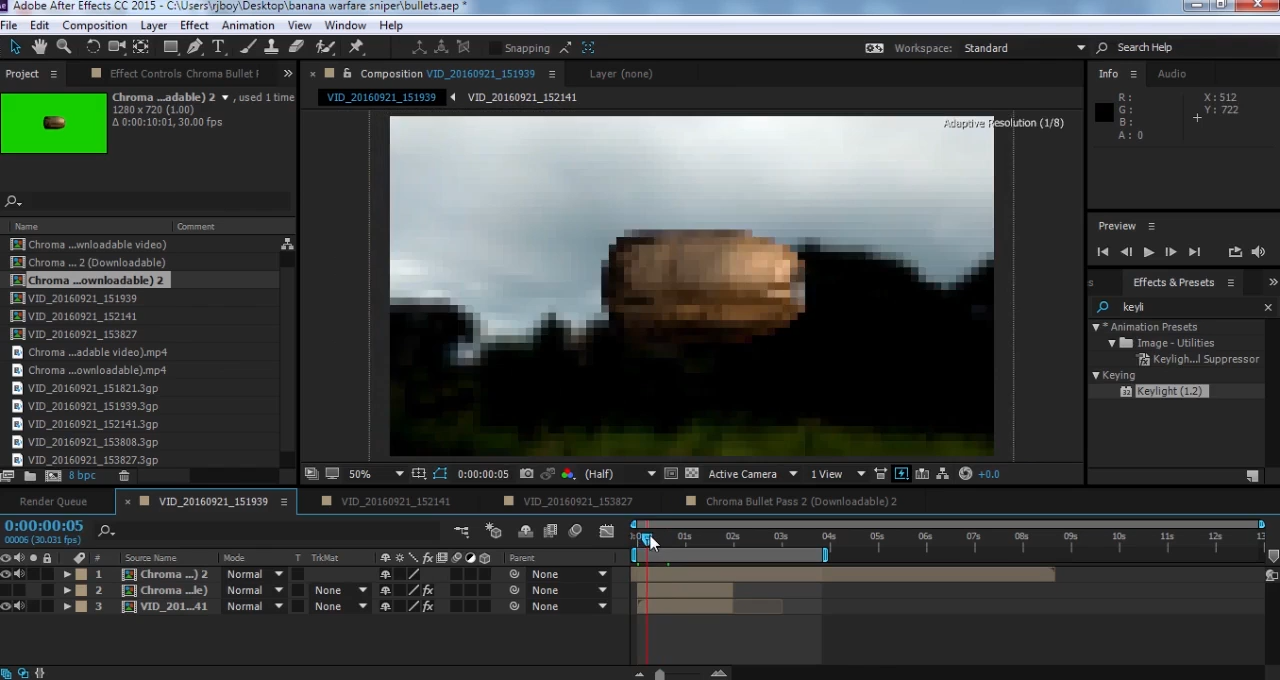 Adobe After Effects CC 2015 - C:\Users\rjboy\Desktop\banana warfare sniper\bullets.aep *
File Edit Composition Layer Effect Animation View Window Help
Snapping
Workspace: Standard
Search Help
Project
Effect Controls Chroma Bullet
Composition VID_20160921_151939
Layer (none)
Info
Audio
VID_20160921_151939
VID_20160921_152141
Chroma ...adable) 2 , used 1 time
1280 x 720 (1.00)
Δ 0:00:10:01, 30.00 fps
Adaptive Resolution (1/8)
R :
G :
B :
A : 0
X : 512
Y : 722
Name
Comment
Chroma ...wnloadable video)
Chroma ... 2 (Downloadable)
Chroma ...ownloadable) 2
VID_20160921_151939
VID_20160921_152141
VID_20160921_153827
Chroma ...adable video).mp4
Chroma ...ownloadable).mp4
VID_20160921_151821.3gp
VID_20160921_151939.3gp
VID_20160921_152141.3gp
VID_20160921_153808.3gp
VID_20160921_153827.3gp
8 bpc
Preview
Effects & Presets
keyli
* Animation Presets
Image - Utilities
Keyligh...l Suppressor
Keying
Keylight (1.2)
50%
0:00:00:05
(Half)
Active Camera
1 View
+0.0
Render Queue
VID_20160921_151939
VID_20160921_152141
VID_20160921_153827
Chroma Bullet Pass 2 (Downloadable) 2
0:00:00:05
00006 (30.031 fps)
01s 02s 03s 04s 05s 06s 07s 08s 09s 10s 11s 12s 13
# Source Name Mode T TrkMat Parent
1 Chroma ...) 2 Normal None
2 Chroma ...le) Normal None None
3 VID_201...41 Normal None None